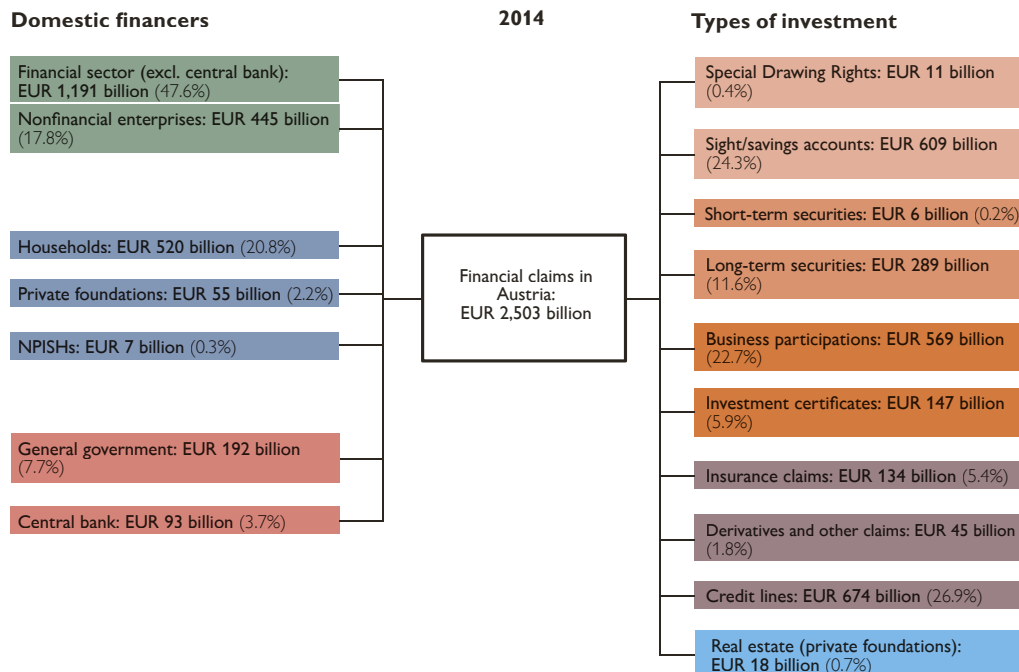 Domestic financers
2014
Types of investment
Financial sector (excl. central bank):
EUR 1,191 billion (47.6%)
Nonfinancial enterprises: EUR 445 billion
(17.8%)
Households: EUR 520 billion (20.8%)
Private foundations: EUR 55 billion (2.2%)
NPISHs: EUR 7 billion (0.3%)
General government: EUR 192 billion
(7.7%)
Central bank: EUR 93 billion (3.7%)
Financial claims in
Austria:
EUR 2,503 billion
Special Drawing Rights: EUR 11 billion
(0.4%)
Sight/savings accounts: EUR 609 billion
(24.3%)
Short-term securities: EUR 6 billion (0.2%)
Long-term securities: EUR 289 billion
(11.6%)
Business participations: EUR 569 billion
(22.7%)
Investment certificates: EUR 147 billion
(5.9%)
Insurance claims: EUR 134 billion (5.4%)
Derivatives and other claims: EUR 45 billion
(1.8%)
Credit lines: EUR 674 billion (26.9%)
Real estate (private foundations):
EUR 18 billion (0.7%)